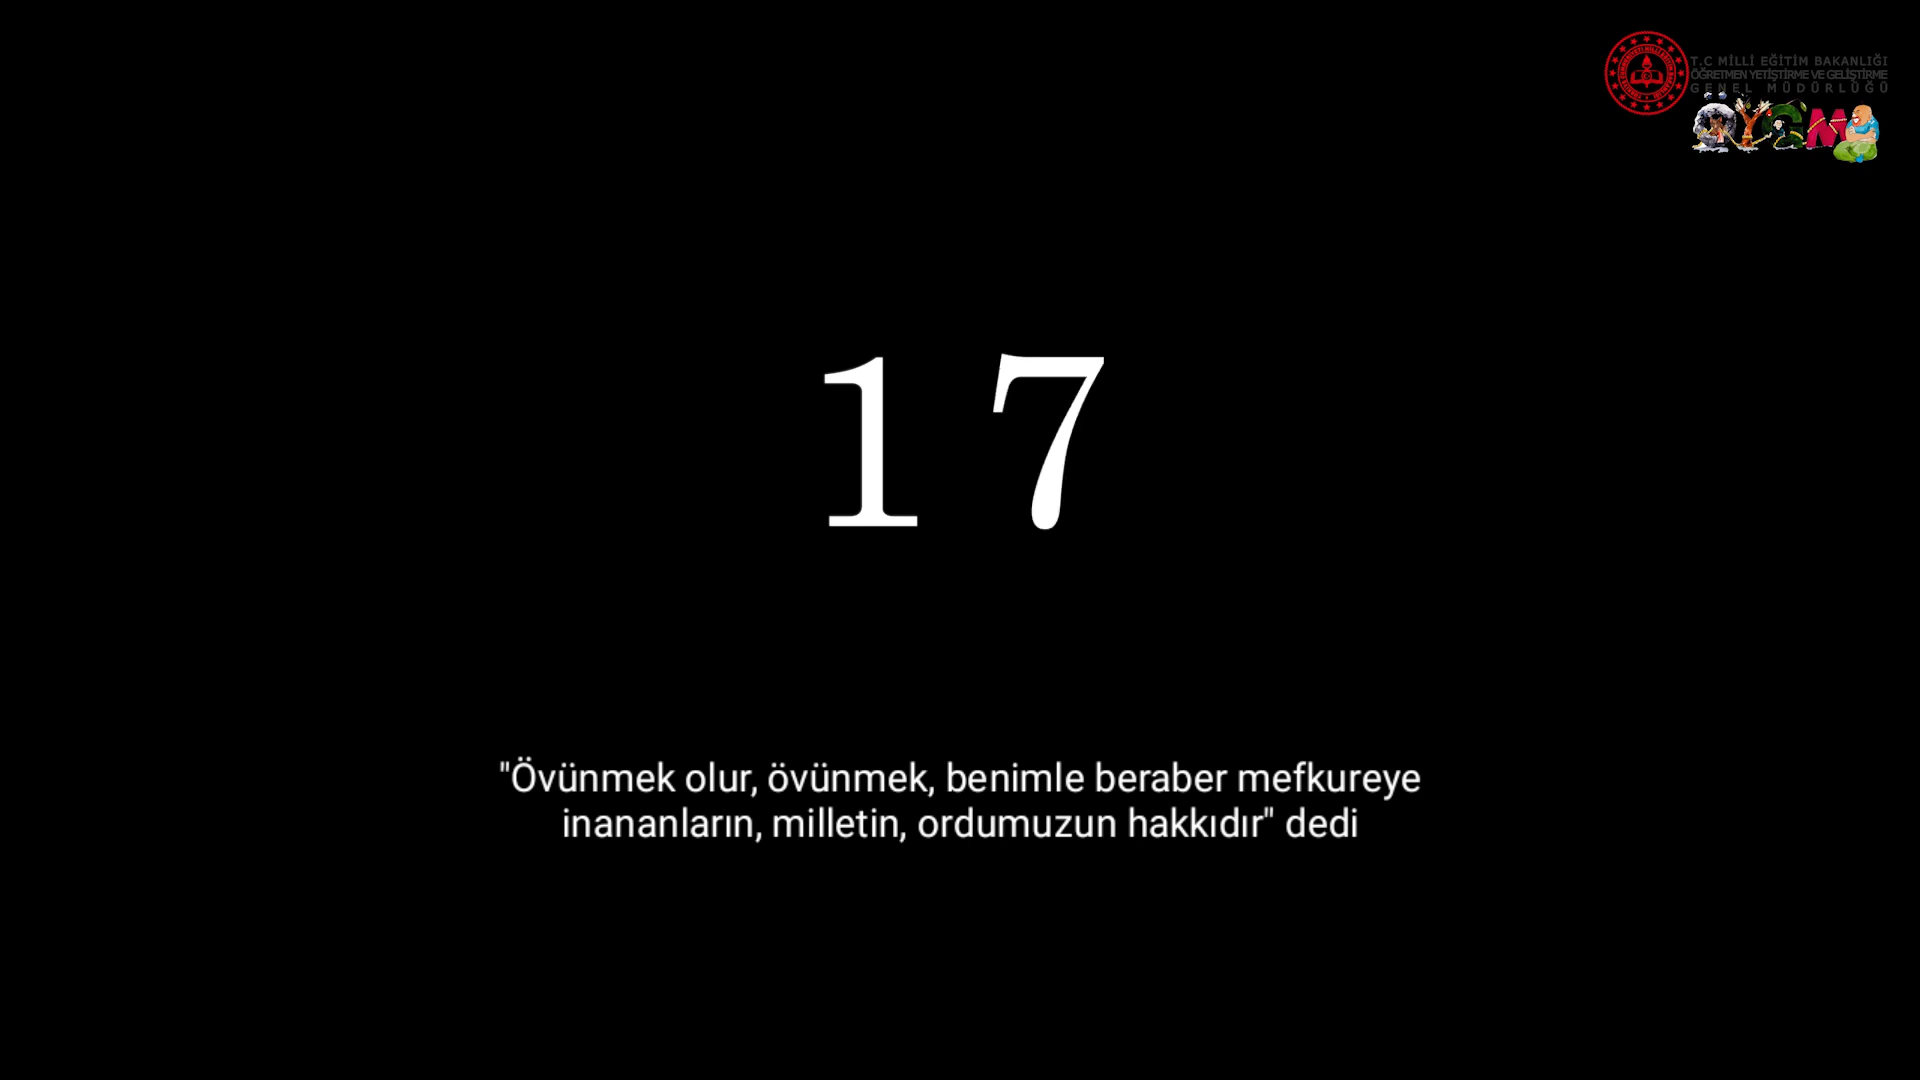 T.C MİLLİ EĞİTİM BAKANLIĞI
ÖĞRETMEN YETİŞTİRME VE GELİŞTİRME
GENEL MÜDÜRLÜĞÜ
ÖYGM
17
"Övünmek olur, övünmek, benimle beraber mefkureye
inananların, milletin, ordumuzun hakkıdır" dedi